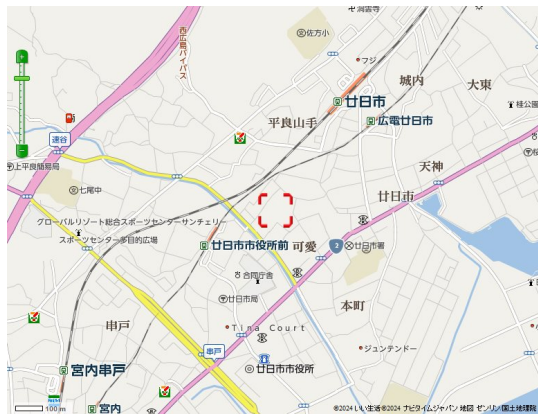 洞雲寺
佐方小
西広島バイパス
フジ
城内
大東
廿日市
桂公園
平良山手
広電廿日市
速谷
上平良簡易局
天神
七尾中
廿日市
グローバルリゾート総合スポーツセンターサンチェリー
スポーツセンター多目的広場
廿日市市役所前
可愛
2
廿日市署
合同庁舎
廿日市局
本町
串戸
Tina Court
串戸
ジュンテンドー
宮内串戸
廿日市市役所
宮内
100 m
©2024 いい生活 ©2024 ナビタイムジャパン 地図 ゼンリン/国土地理院